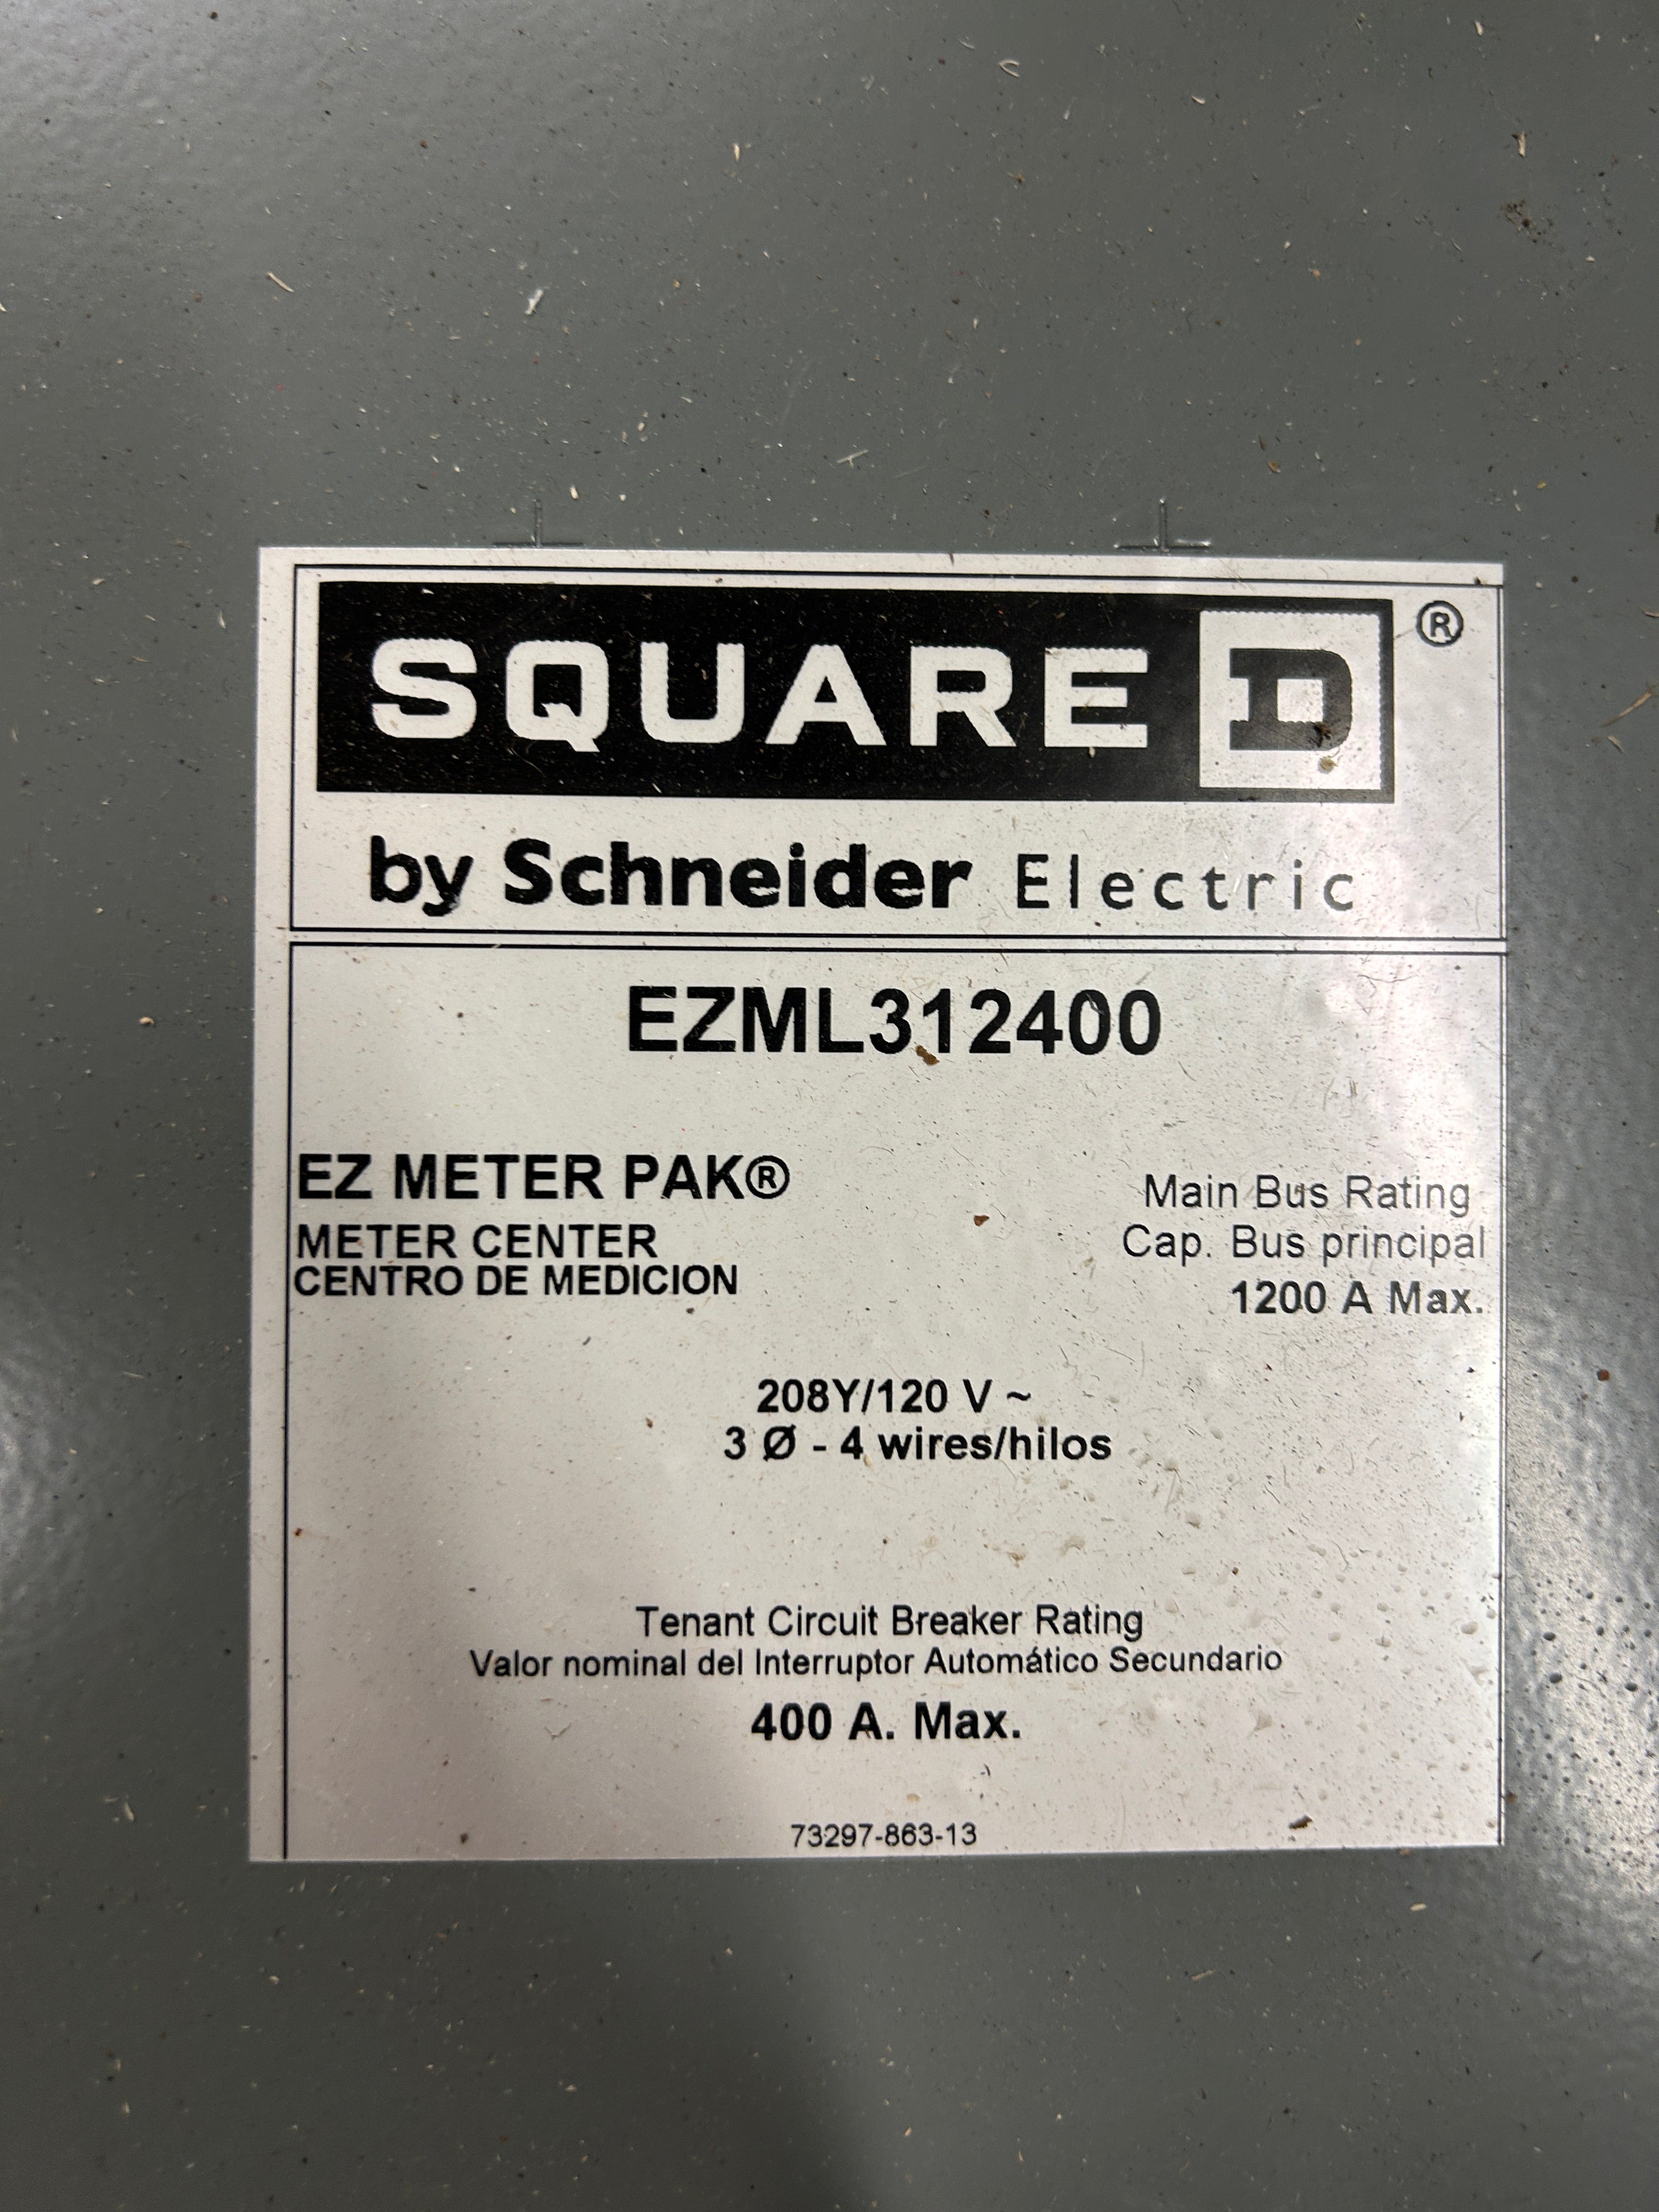 SQUARE D ®
by Schneider Electric
EZML312400
EZ METER PAK®
METER CENTER
CENTRO DE MEDICION
Main Bus Rating
Cap. Bus principal
1200 A Max.
208Y/120 V ~
3 Ø - 4 wires/hilos
Tenant Circuit Breaker Rating
Valor nominal del Interruptor Automático Secundario
400 A. Max.
73297-863-13